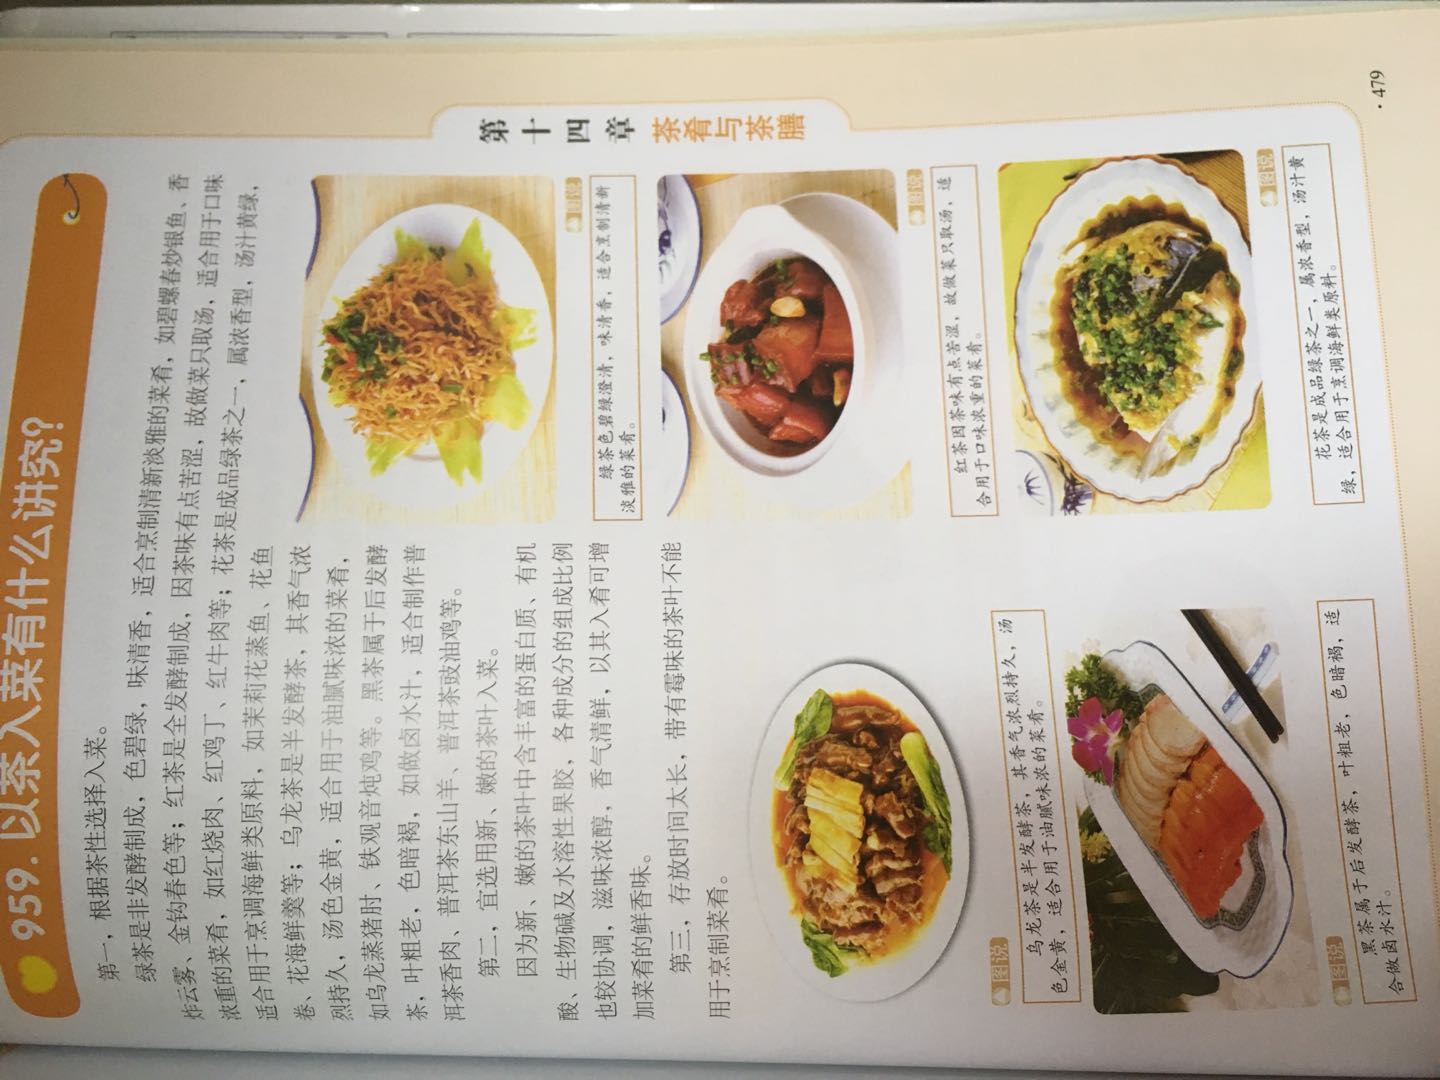 959. 以茶入菜有什么讲究？
第一，根据茶性选择入菜。
绿茶是非发酵制成，色碧绿，味清香，适合烹制清新淡雅的菜肴，如碧螺春炒银鱼、香
炸云雾、金钩春色等；红茶是全发酵制成，因茶味有点苦涩，故做菜只取汤，适合用于口味
浓重的菜肴，如红烧肉、红鸡丁、红牛肉等；花茶是成品绿茶之一，属浓香型，汤汁黄绿，
适合用于烹调海鲜类原料，如茉莉花蒸鱼、花鱼
卷、花海鲜羹等；乌龙茶是半发酵茶，其香气浓
烈持久，汤色金黄，适合用于油腻味浓的菜肴，
如乌龙蒸猪肘、铁观音炖鸡等。黑茶属于后发酵
茶，叶粗老，色暗褐，如做卤水汁，适合制作普
洱茶香肉、普洱茶东山羊、普洱茶豉油鸡等。
第二，宜选用新、嫩的茶叶入菜。
因为新、嫩的茶叶中含丰富的蛋白质、有机
酸、生物碱及水溶性果胶，各种成分的组成比例
也较协调，滋味浓醇，香气清鲜，以其入肴可增
加菜肴的鲜香味。
第三，存放时间太长，带有霉味的茶叶不能
用于烹制菜肴。
图说
绿茶色碧绿澄清，味清香，适合烹制清新
淡雅的菜肴。
图说
红茶因茶味有点苦涩，故做菜只取汤，适
合用于口味浓重的菜肴。
图说
乌龙茶是半发酵茶，其香气浓烈持久，汤
色金黄，适合用于油腻味浓的菜肴。
图说
花茶是成品绿茶之一，属浓香型，汤汁黄
绿，适合用于烹调海鲜类原料。
图说
黑茶属于后发酵茶，叶粗老，色暗褐，适
合做卤水汁。
第十四章 茶肴与茶膳
·479